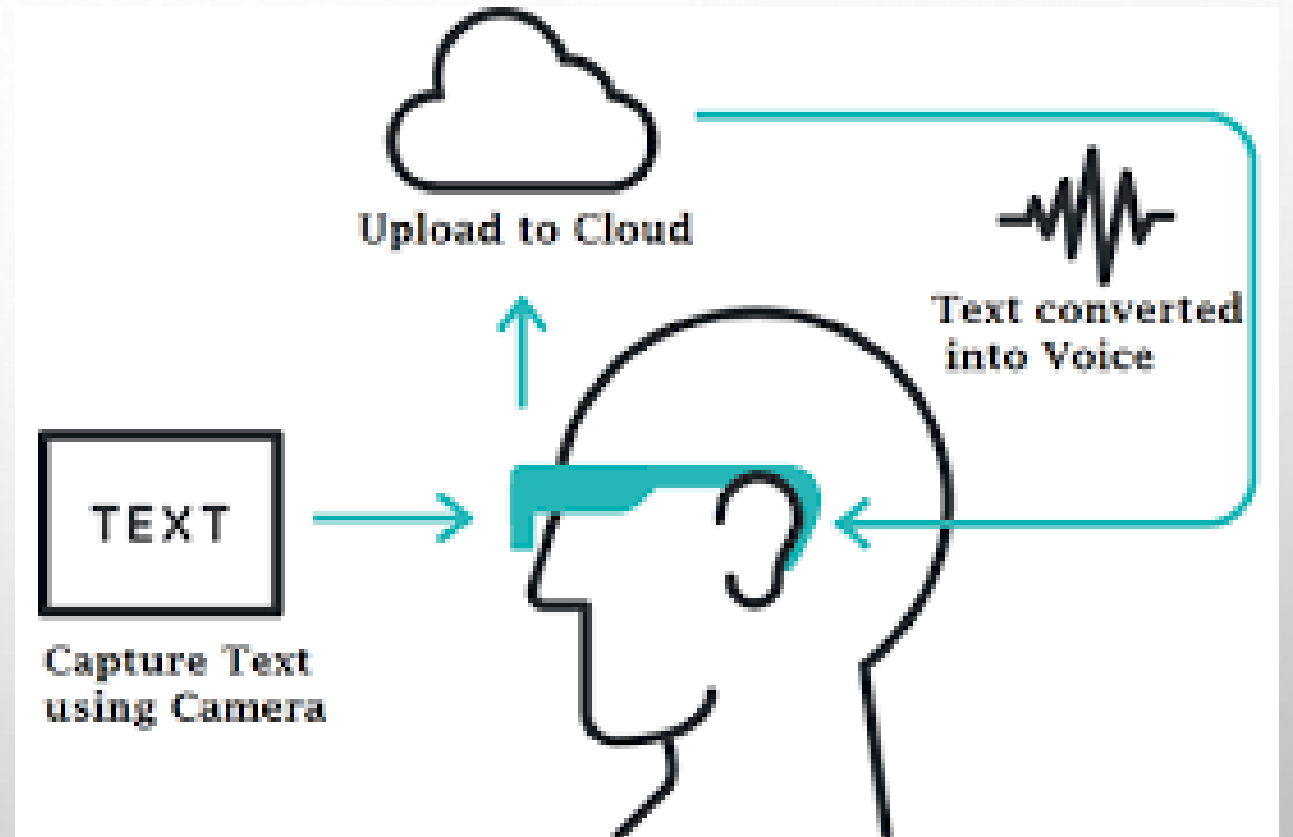 Upload to Cloud
Text converted
into Voice
TEXT
Capture Text
using Camera